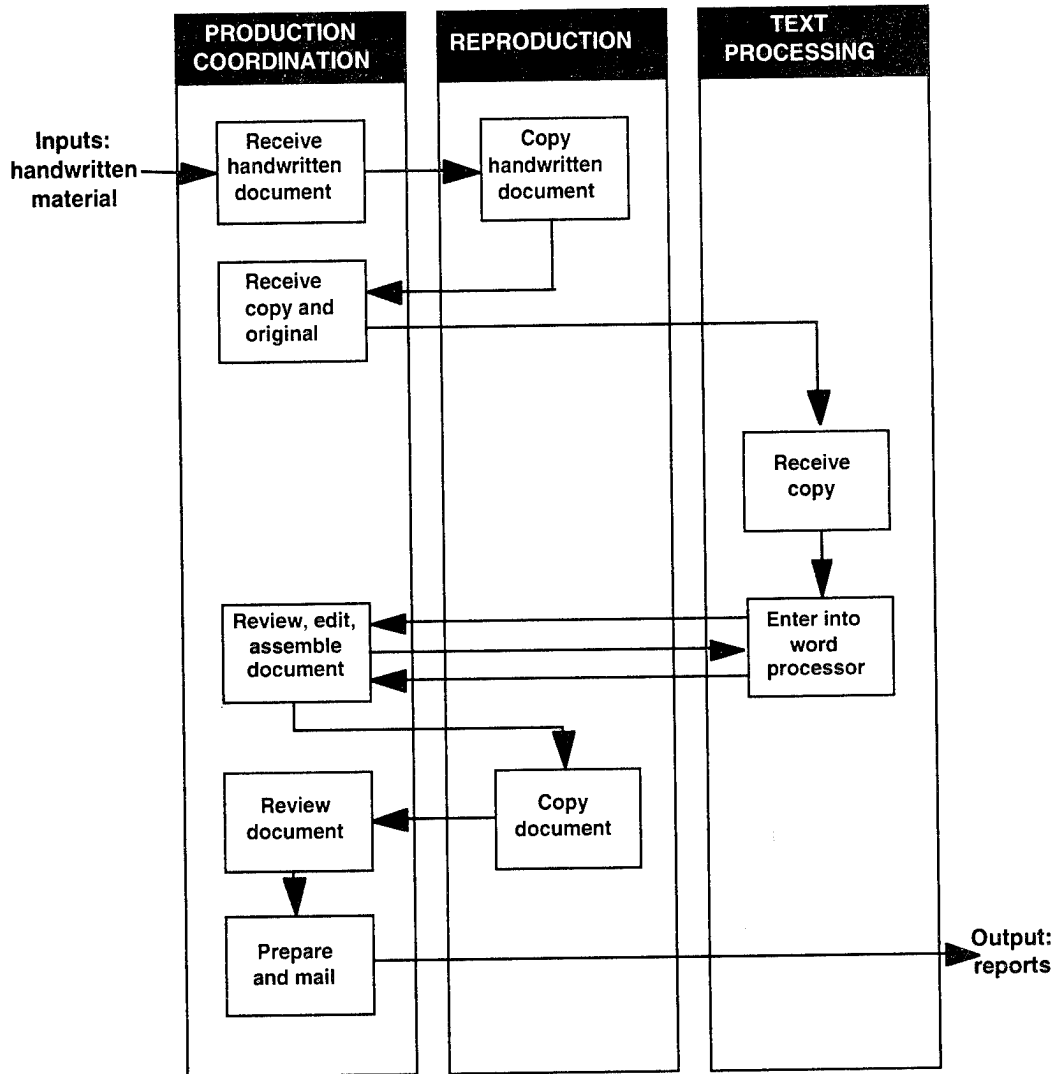 PRODUCTION
COORDINATION
REPRODUCTION
TEXT
PROCESSING
Inputs:
handwritten
material
Receive
handwritten
document
Copy
handwritten
document
Receive
copy and
original
Receive
copy
Review, edit,
assemble
document
Enter into
word
processor
Review
document
Copy
document
Prepare
and mail
Output:
reports